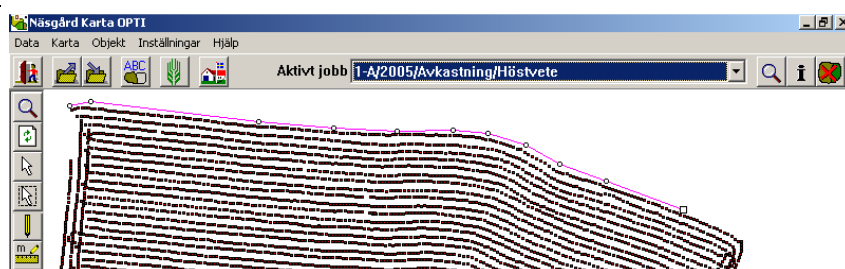 Näsgård Karta OPTI
Data Karta Objekt Inställningar Hjälp
ABC Aktivt jobb 1-A/2005/Avkastning/Höstvete i
m